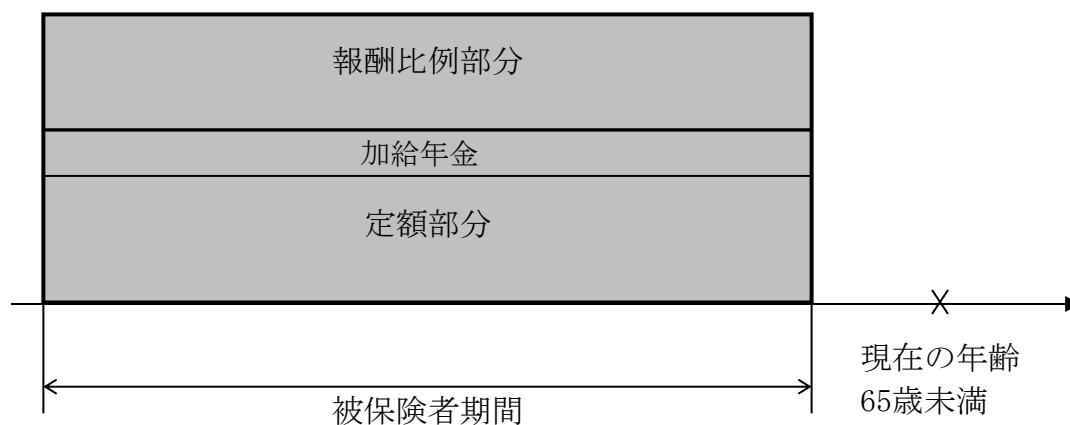 報酬比例部分
加給年金
定額部分
現在の年齢
65歳未満
被保険者期間